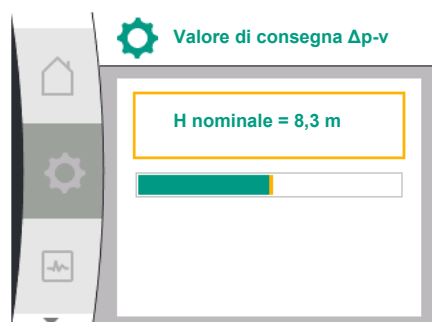 Valore di consegna Δp-v
H nominale = 8,3 m